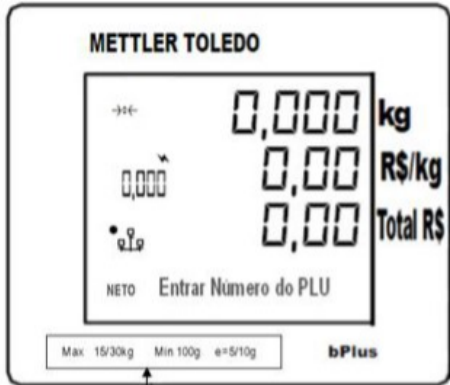 METTLER TOLEDO
0,000 kg
0,00 R$/kg
0,000
0,00 Total R$
NETO Entrar Número do PLU
Max 15/30kg Min 100g e=5/10g
bPlus